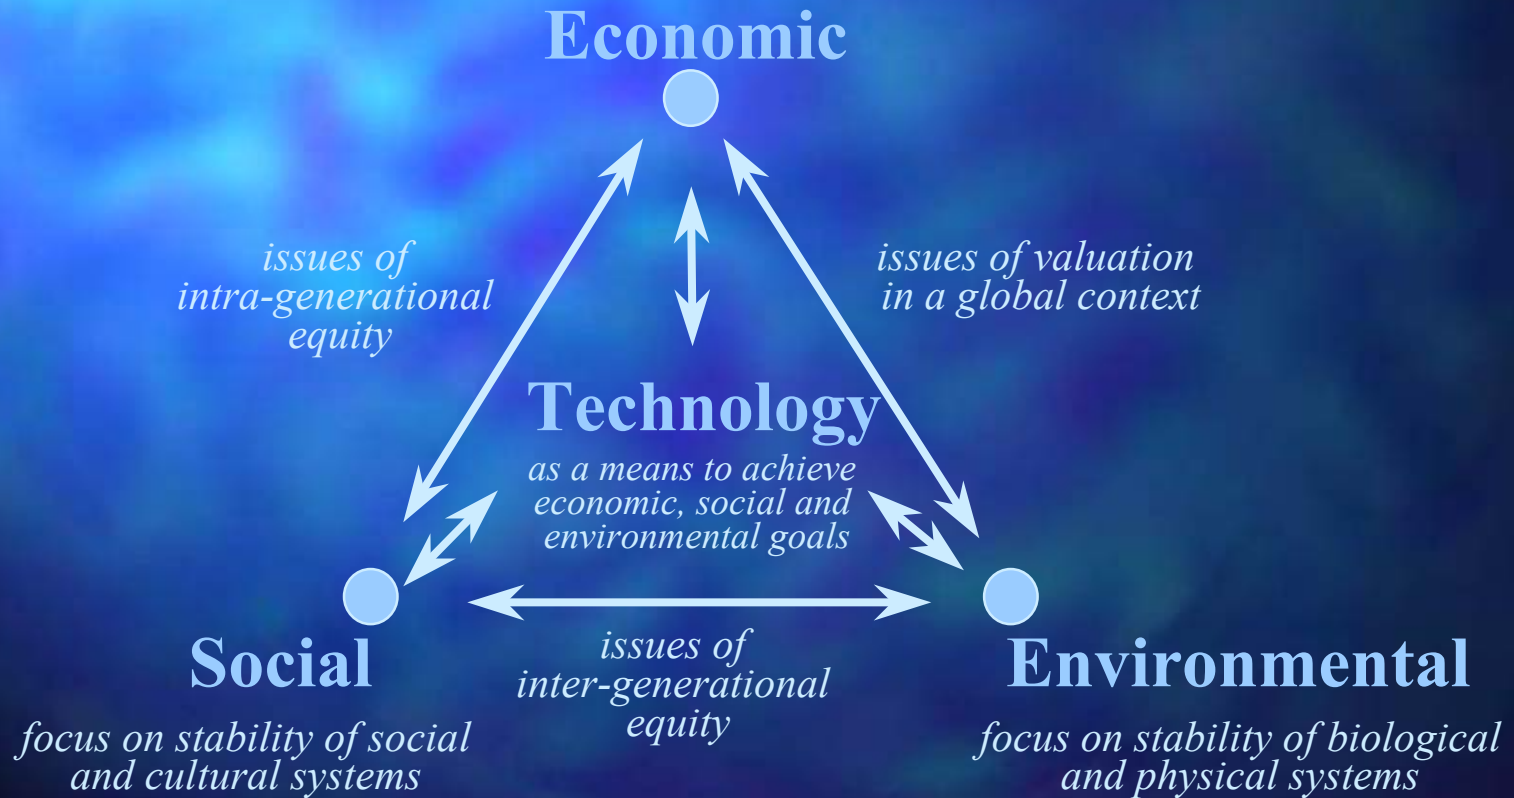 Economic
issues of
intra-generational
equity
issues of valuation
in a global context
Technology
as a means to achieve
economic, social and
environmental goals
issues of
inter-generational
equity
Social
focus on stability of social
and cultural systems
Environmental
focus on stability of biological
and physical systems